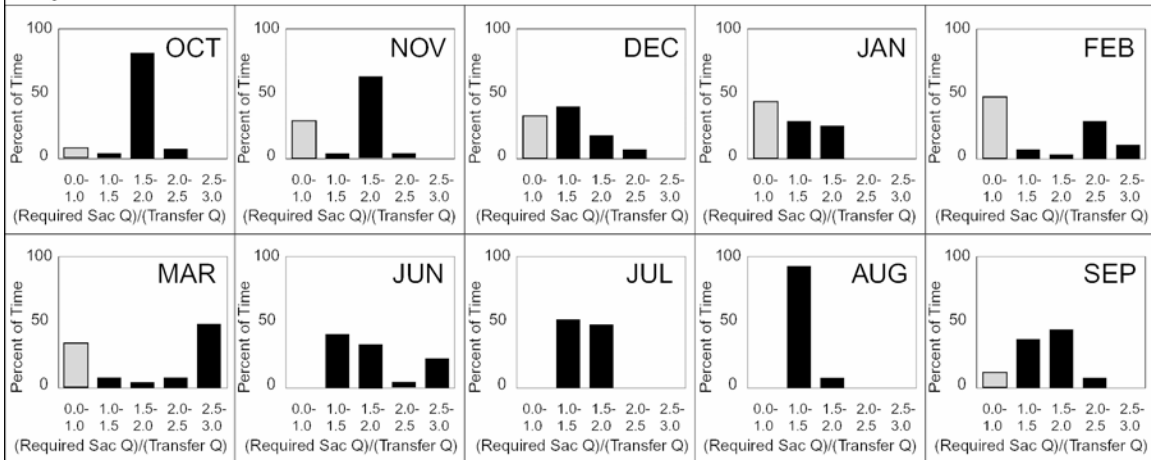 100
OCT
50
0
Percent of Time
0.0- 1.0- 1.5- 2.0- 2.5-
1.0 1.5 2.0 2.5 3.0
(Required Sac Q)/(Transfer Q)
100
NOV
50
0
Percent of Time
0.0- 1.0- 1.5- 2.0- 2.5-
1.0 1.5 2.0 2.5 3.0
(Required Sac Q)/(Transfer Q)
100
DEC
50
0
Percent of Time
0.0- 1.0- 1.5- 2.0- 2.5-
1.0 1.5 2.0 2.5 3.0
(Required Sac Q)/(Transfer Q)
100
JAN
50
0
Percent of Time
0.0- 1.0- 1.5- 2.0- 2.5-
1.0 1.5 2.0 2.5 3.0
(Required Sac Q)/(Transfer Q)
100
FEB
50
0
Percent of Time
0.0- 1.0- 1.5- 2.0- 2.5-
1.0 1.5 2.0 2.5 3.0
(Required Sac Q)/(Transfer Q)
100
MAR
50
0
Percent of Time
0.0- 1.0- 1.5- 2.0- 2.5-
1.0 1.5 2.0 2.5 3.0
(Required Sac Q)/(Transfer Q)
100
JUN
50
0
Percent of Time
0.0- 1.0- 1.5- 2.0- 2.5-
1.0 1.5 2.0 2.5 3.0
(Required Sac Q)/(Transfer Q)
100
JUL
50
0
Percent of Time
0.0- 1.0- 1.5- 2.0- 2.5-
1.0 1.5 2.0 2.5 3.0
(Required Sac Q)/(Transfer Q)
100
AUG
50
0
Percent of Time
0.0- 1.0- 1.5- 2.0- 2.5-
1.0 1.5 2.0 2.5 3.0
(Required Sac Q)/(Transfer Q)
100
SEP
50
0
Percent of Time
0.0- 1.0- 1.5- 2.0- 2.5-
1.0 1.5 2.0 2.5 3.0
(Required Sac Q)/(Transfer Q)